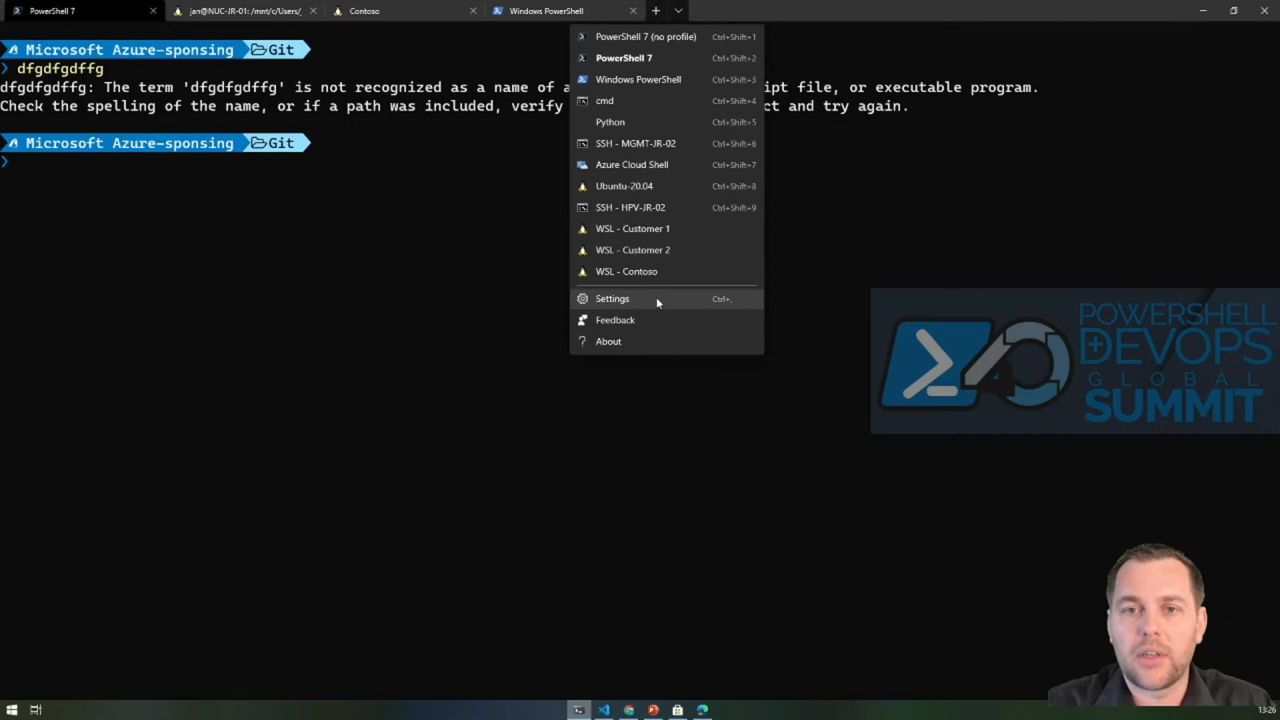 PowerShell 7
jan@NUC-JR-01: /mnt/c/Users/
Contoso
Windows PowerShell
Microsoft Azure-sponsing Git
❯ dfgdfgdffg
dfgdfgdffg: The term 'dfgdfgdffg' is not recognized as a name of a ipt file, or executable program.
Check the spelling of the name, or if a path was included, verify ct and try again.
Microsoft Azure-sponsing Git
❯
PowerShell 7 (no profile) Ctrl+Shift+1
PowerShell 7 Ctrl+Shift+2
Windows PowerShell Ctrl+Shift+3
cmd Ctrl+Shift+4
Python Ctrl+Shift+5
SSH - MGMT-JR-02 Ctrl+Shift+6
Azure Cloud Shell Ctrl+Shift+7
Ubuntu-20.04 Ctrl+Shift+8
SSH - HPV-JR-02 Ctrl+Shift+9
WSL - Customer 1
WSL - Customer 2
WSL - Contoso
Settings Ctrl+,
Feedback
About
POWERSHELL
+DEVOPS
GLOBAL
SUMMIT
13:26